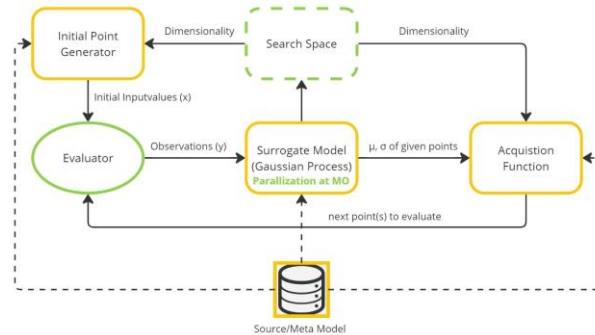 Initial Point
Generator
Dimensionality
Search Space
Dimensionality
Initial Inputvalues (x)
Evaluator
Observations (y)
Surrogate Model
(Gaussian Process)
Parallization at MO
μ, σ of given points
Acquistion
Function
next point(s) to evaluate
Source/Meta Model